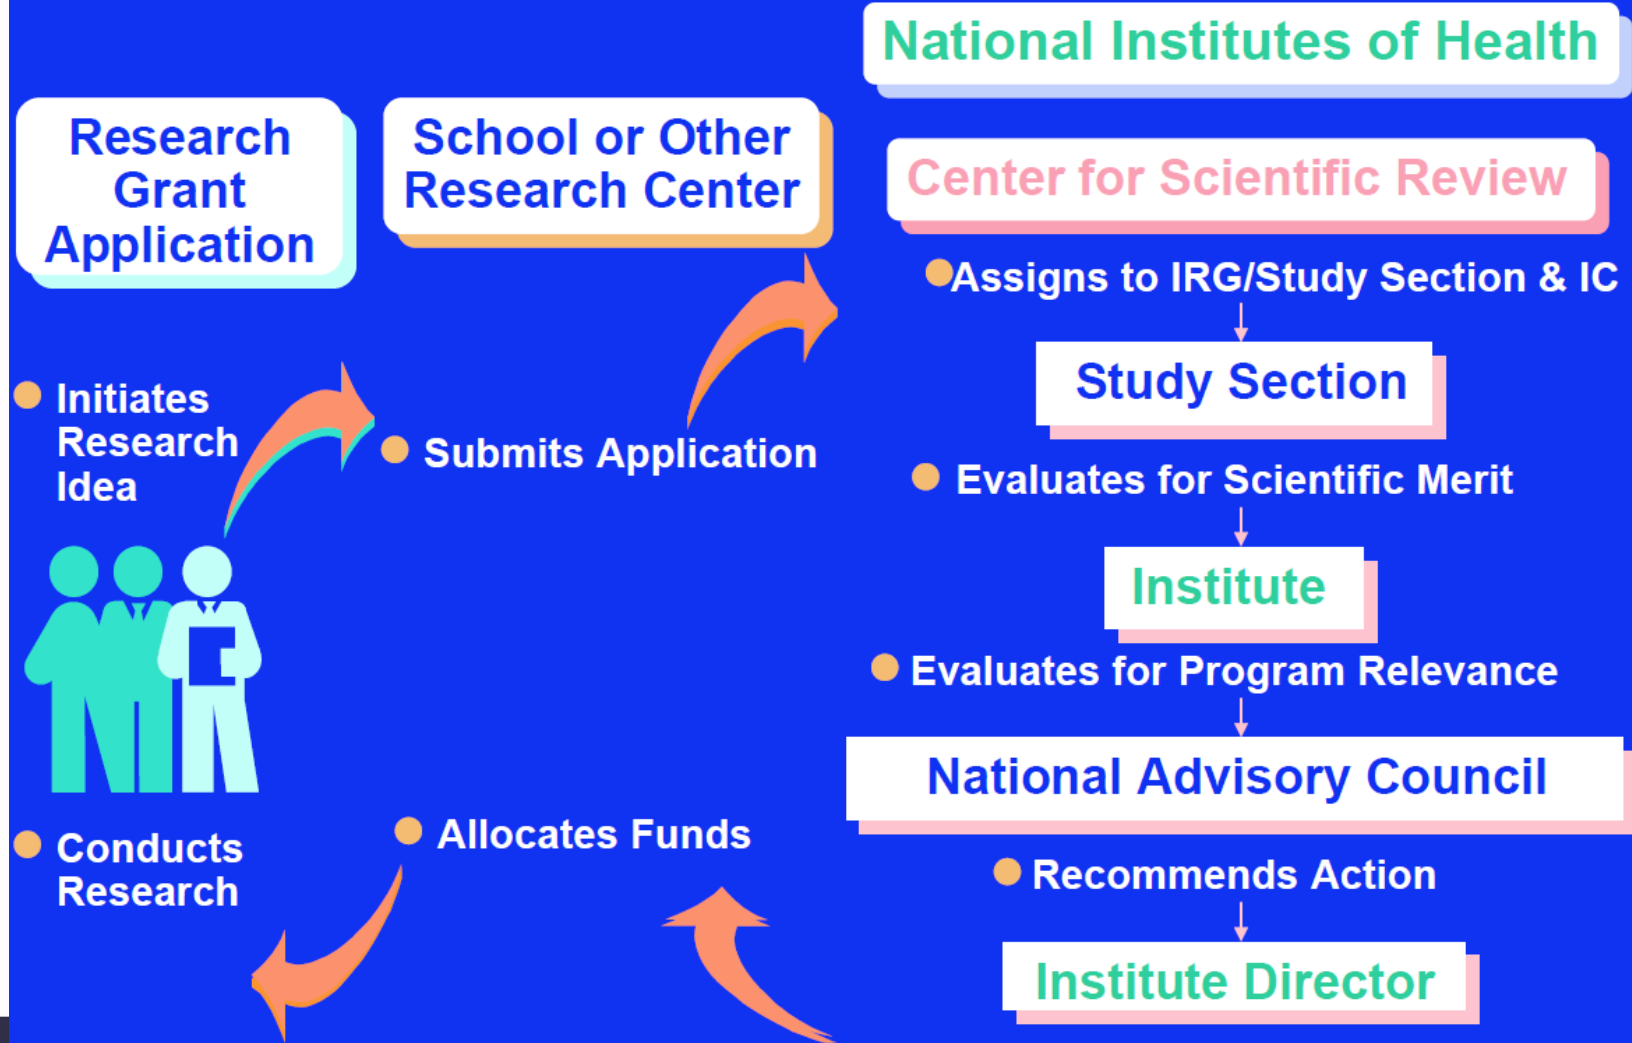 National Institutes of Health
Research
Grant
Application
School or Other
Research Center
Center for Scientific Review
Assigns to IRG/Study Section & IC
Study Section
Initiates
Research
Idea
Submits Application
Evaluates for Scientific Merit
Institute
Evaluates for Program Relevance
National Advisory Council
Conducts
Research
Allocates Funds
Recommends Action
Institute Director